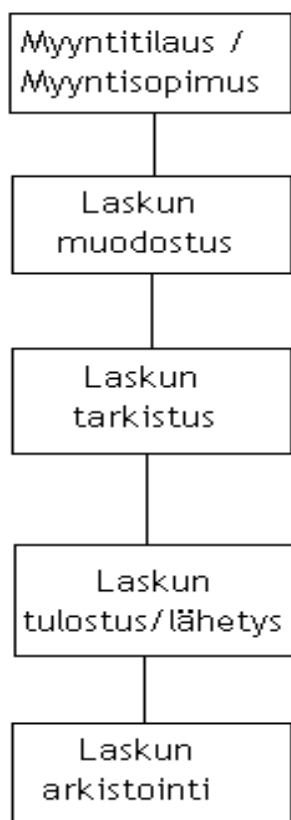 Myyntitilaus /
Myyntisopimus
Laskun
muodostus
Laskun
tarkistus
Laskun
tulostus/lähetys
Laskun
arkistointi